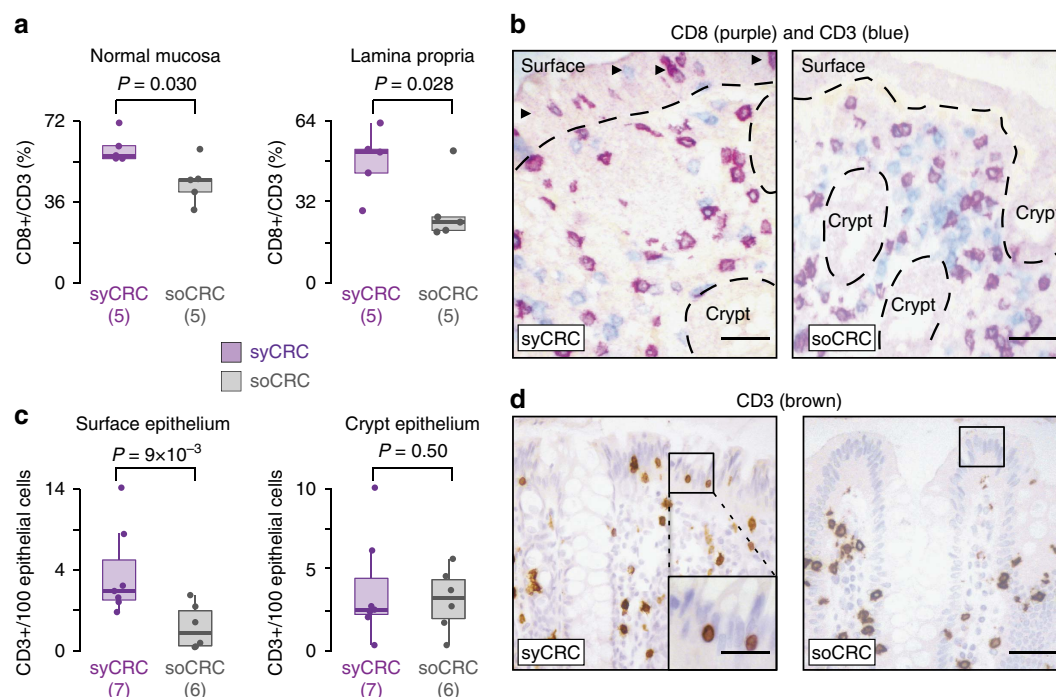 a
Normal mucosa
P = 0.030
72
36
0
CD8+/CD3 (%)
syCRC
(5)
soCRC
(5)
Lamina propria
P = 0.028
64
32
0
CD8+/CD3 (%)
syCRC
(5)
soCRC
(5)
syCRC
soCRC
b
CD8 (purple) and CD3 (blue)
Surface
Crypt
syCRC
Surface
Crypt
Crypt
Crypt
soCRC
c
Surface epithelium
P = 9×10⁻³
14
4
0
CD3+/100 epithelial cells
syCRC
(7)
soCRC
(6)
Crypt epithelium
P = 0.50
10
5
0
CD3+/100 epithelial cells
syCRC
(7)
soCRC
(6)
d
CD3 (brown)
syCRC
soCRC